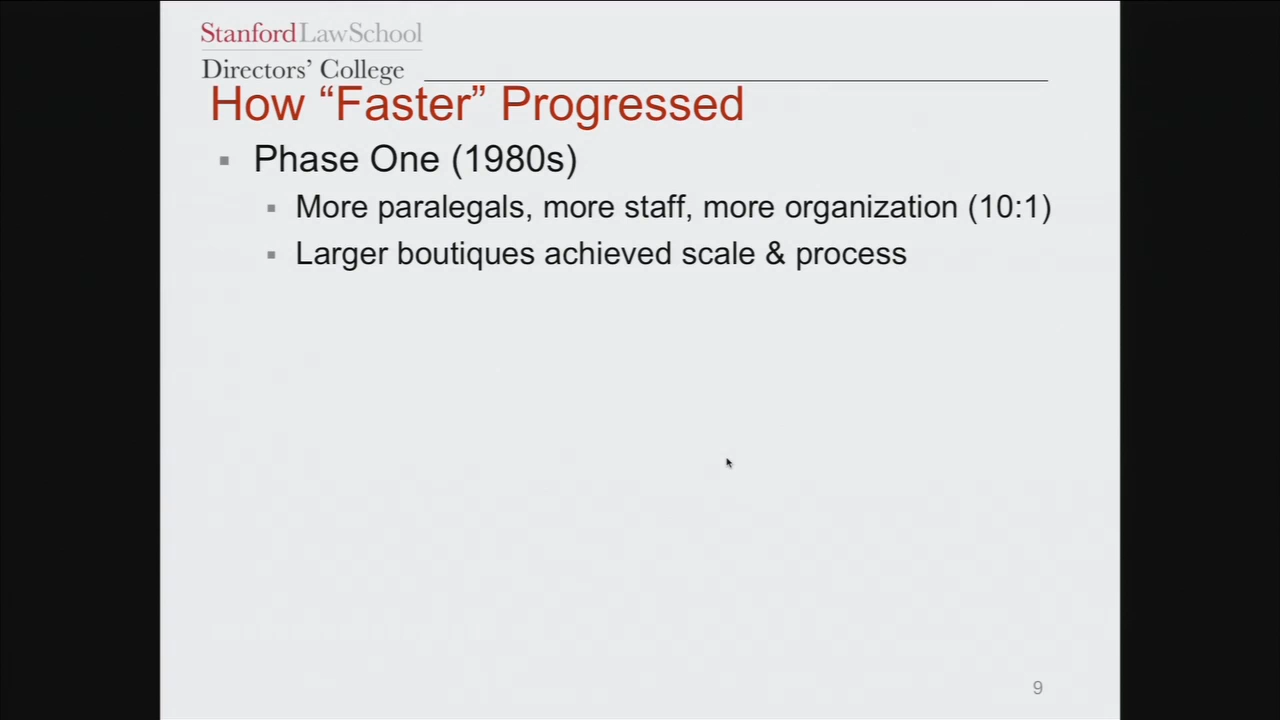 Stanford Law School
Directors’ College
How “Faster” Progressed
▪ Phase One (1980s)
▪ More paralegals, more staff, more organization (10:1)
▪ Larger boutiques achieved scale & process
9